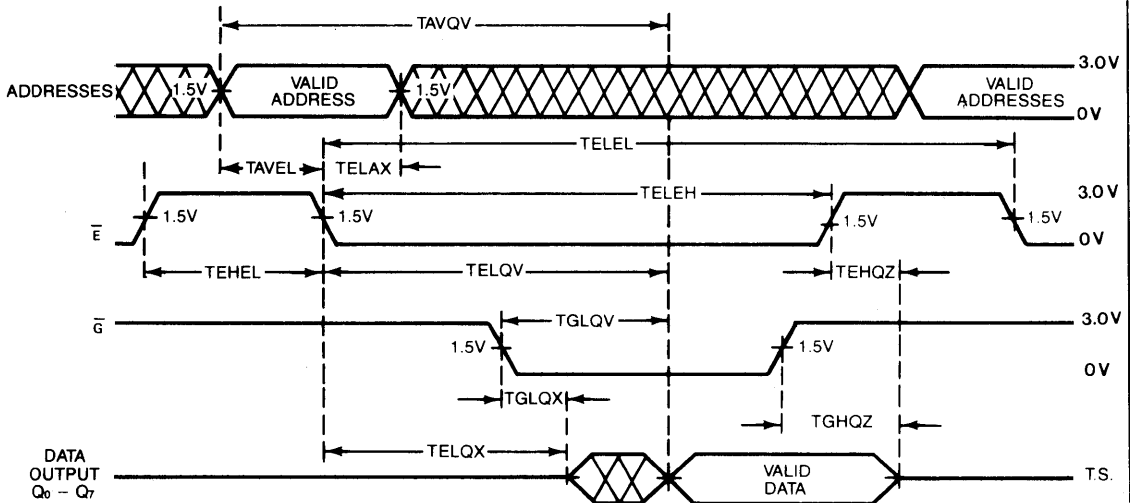 TAVQV
ADDRESSES 1.5V VALID ADDRESS 1.5V VALID ADDRESSES 3.0V 0V
TELEL
TAVEL TELAX
TELEH
E 1.5V 1.5V 1.5V 1.5V 3.0V 0V
TEHEL TELQV TEHQZ
G TGLQV 3.0V
1.5V 1.5V
0V
TGLQX TGHQZ
TELQX
DATA OUTPUT Q0 – Q7 VALID DATA T.S.